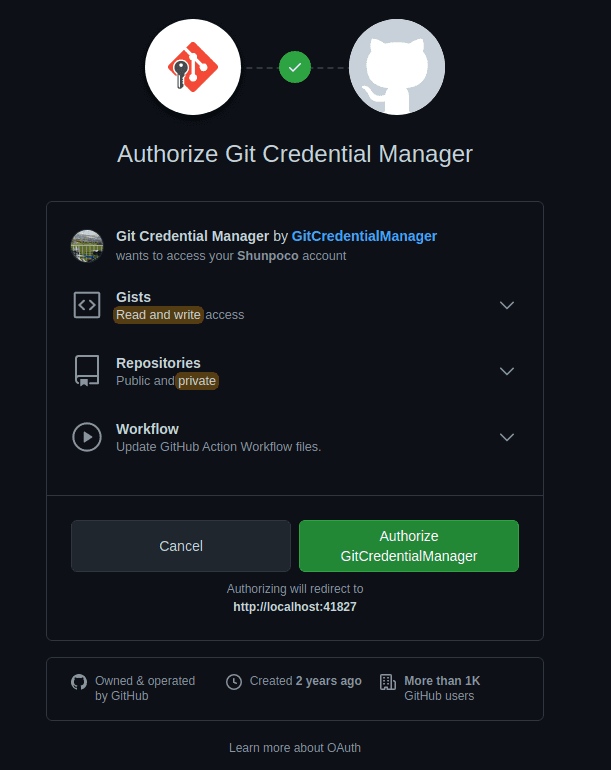 Authorize Git Credential Manager
Git Credential Manager by GitCredentialManager
wants to access your Shunpoco account
Gists
Read and write access
Repositories
Public and private
Workflow
Update GitHub Action Workflow files.
Cancel
Authorize
GitCredentialManager
Authorizing will redirect to
http://localhost:41827
Owned & operated
by GitHub
Created 2 years ago
More than 1K
GitHub users
Learn more about OAuth